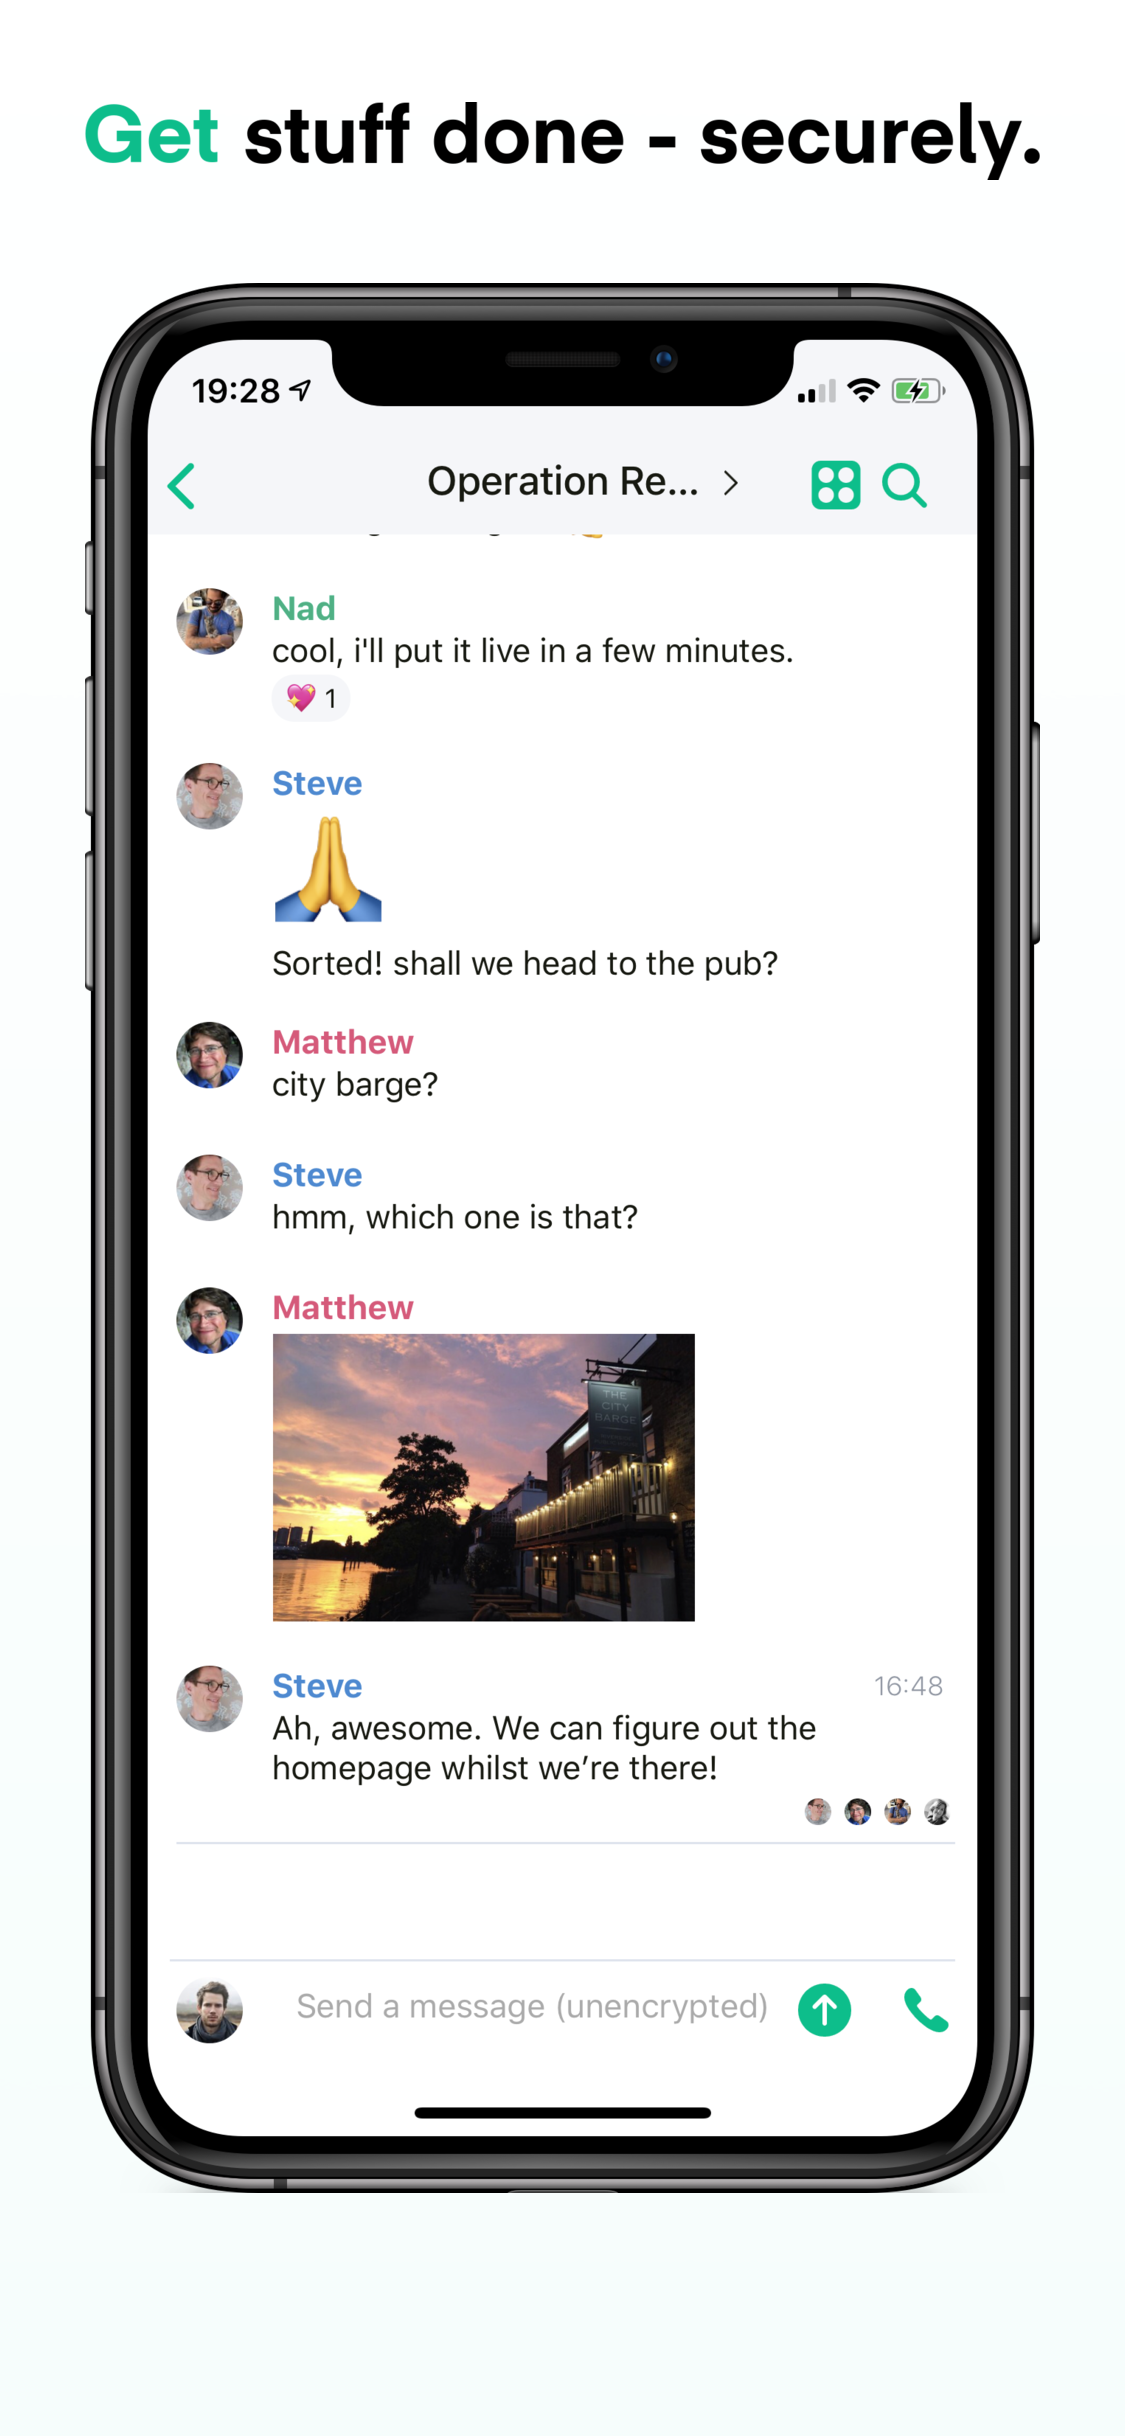 Get stuff done - securely.
19:28
Operation Re...
Nad
cool, i'll put it live in a few minutes.
💖 1
Steve
🙏
Sorted! shall we head to the pub?
Matthew
city barge?
Steve
hmm, which one is that?
Matthew
THE
CITY
BARGE
Steve 16:48
Ah, awesome. We can figure out the
homepage whilst we’re there!
Send a message (unencrypted)